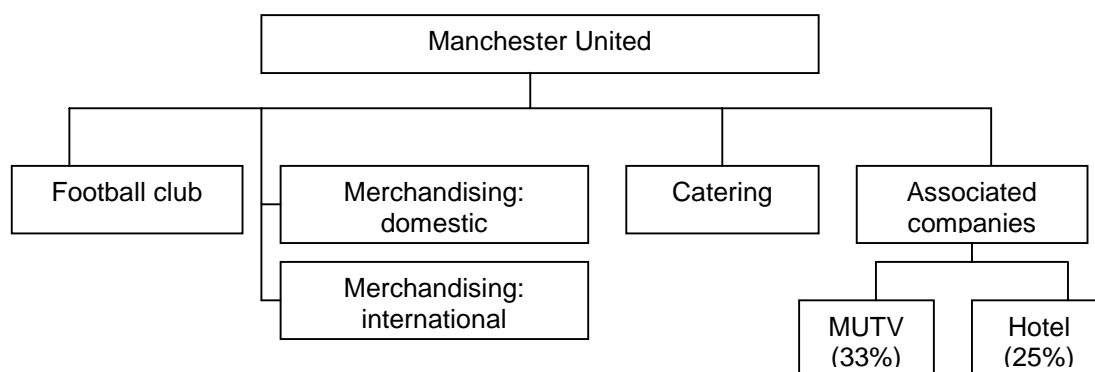 Manchester United
Football club
Merchandising:
domestic
Merchandising:
international
Catering
Associated
companies
MUTV
(33%)
Hotel
(25%)